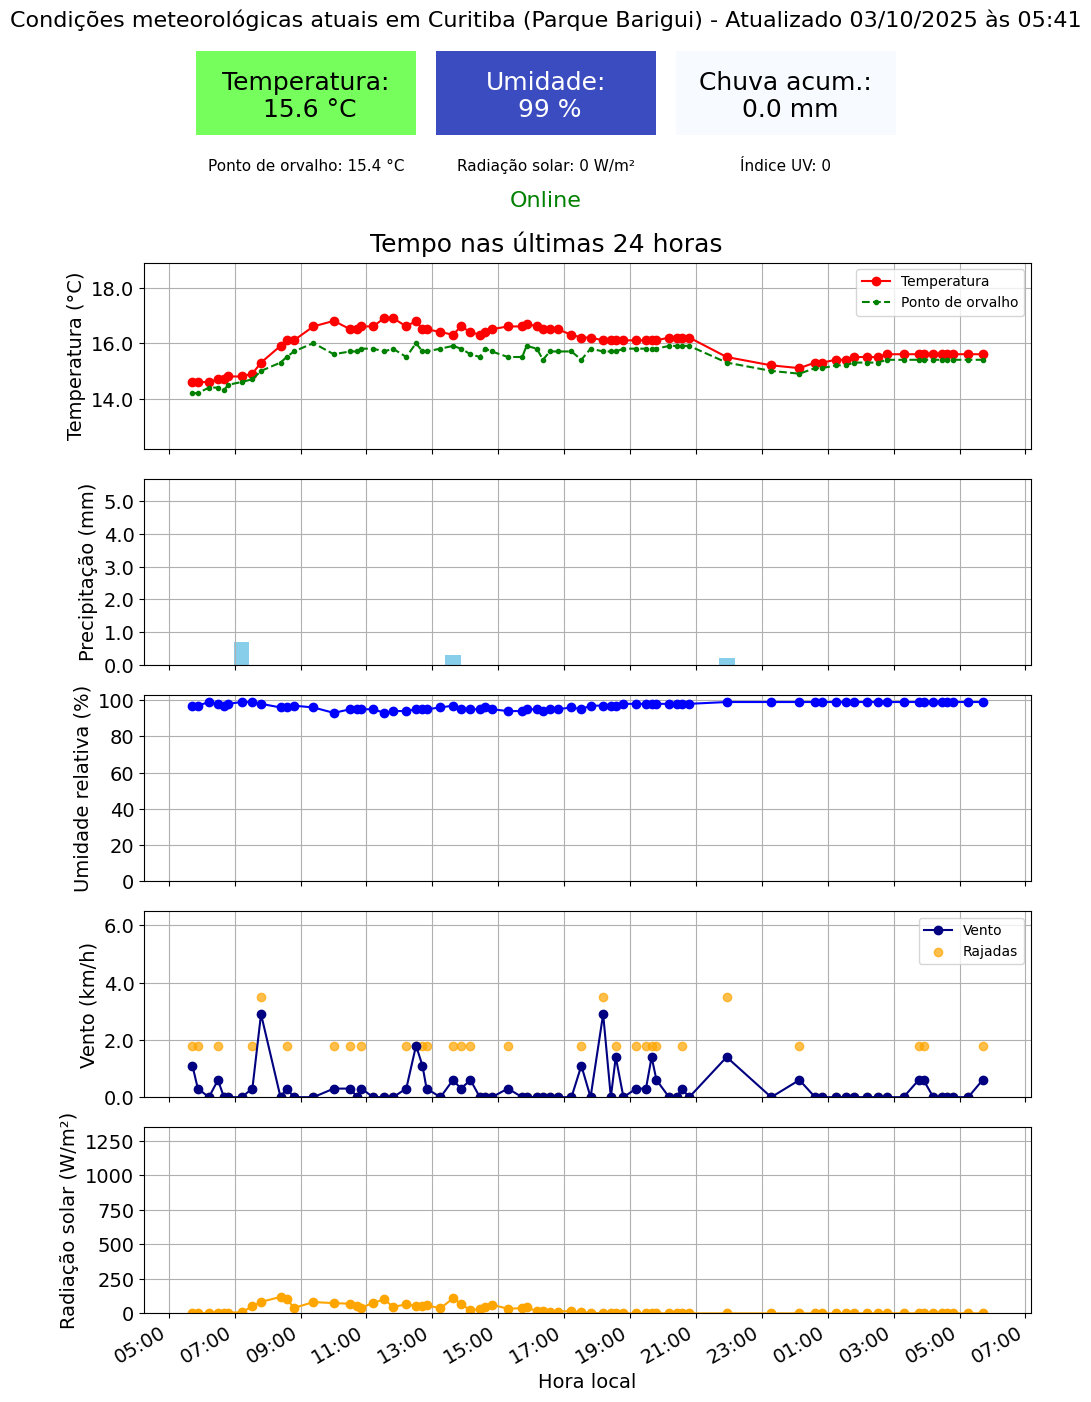 Condições meteorológicas atuais em Curitiba (Parque Barigui) - Atualizado 03/10/2025 às 05:41
Temperatura:
15.6 °C
Umidade:
99 %
Chuva acum.:
0.0 mm
Ponto de orvalho: 15.4 °C
Radiação solar: 0 W/m²
Índice UV: 0
Online
Tempo nas últimas 24 horas
Temperatura (°C)
18.0
16.0
14.0
Temperatura
Ponto de orvalho
Precipitação (mm)
5.0
4.0
3.0
2.0
1.0
0.0
Umidade relativa (%)
100
80
60
40
20
0
Vento (km/h)
6.0
4.0
2.0
0.0
Vento
Rajadas
Radiação solar (W/m²)
1250
1000
750
500
250
0
05:00
07:00
09:00
11:00
13:00
15:00
17:00
19:00
21:00
23:00
01:00
03:00
05:00
07:00
Hora local